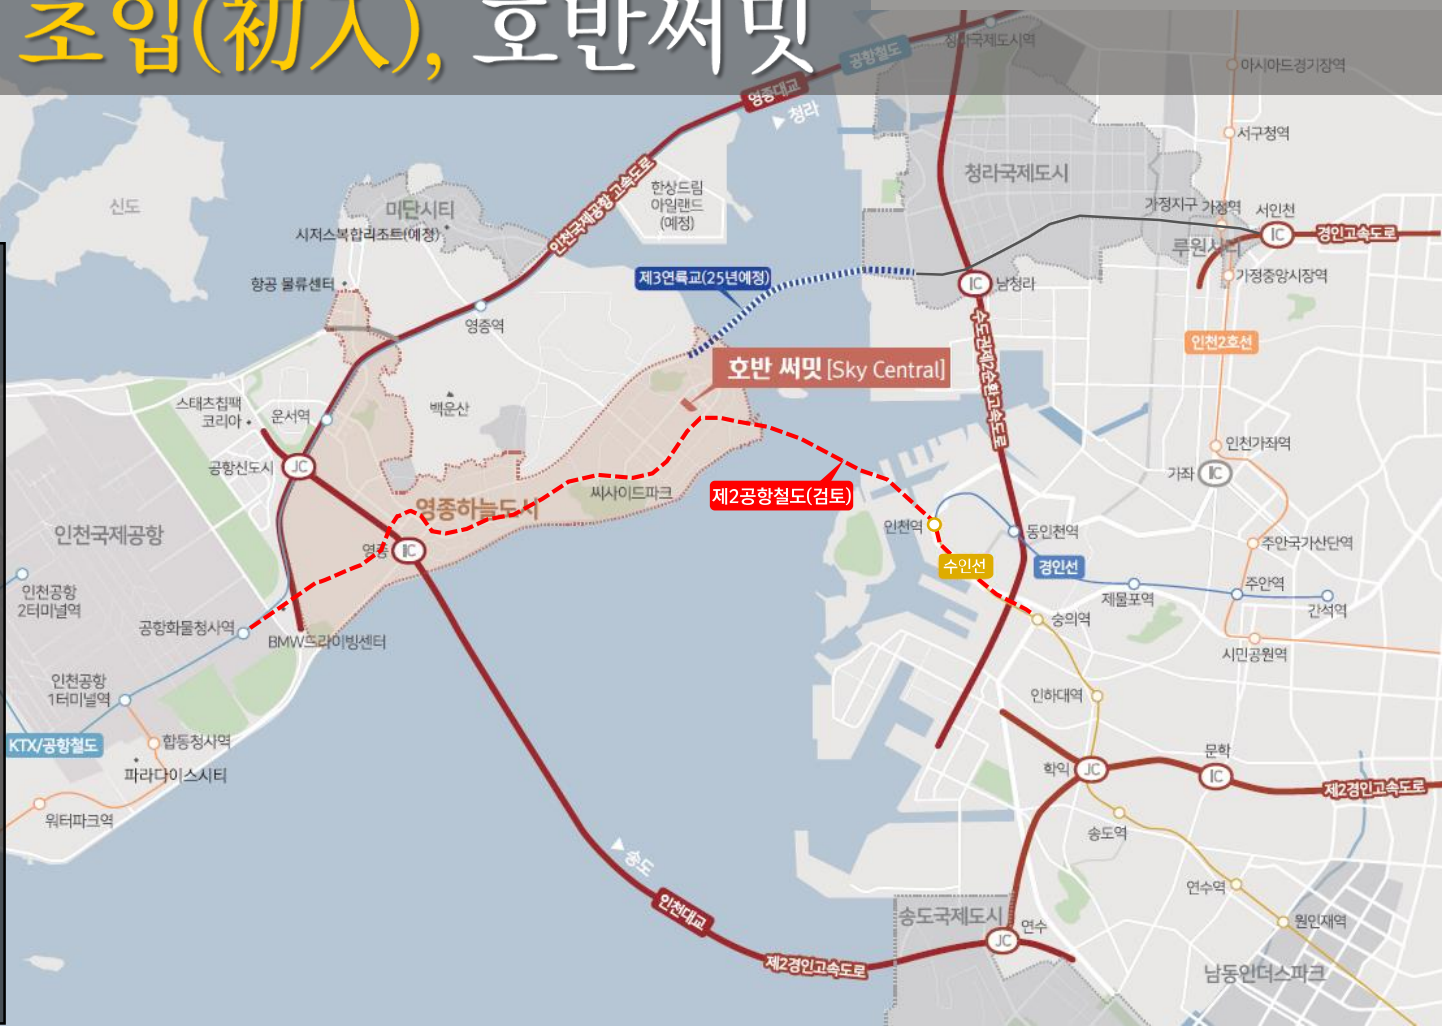 초입(初入), 호반써밋
공항철도
청라국제도시역
아시아드경기장역
영종대교
▶ 청라
서구청역
청라국제도시
한상드림
아일랜드
(예정)
인천국제공항 고속도로
신도
미단시티
시저스복합리조트(예정)
가정지구
가정역
서인천
IC
경인고속도로
루원시티
제3연륙교(25년예정)
항공 물류센터
IC
남청라
가정중앙시장역
영종역
수도권제2순환고속도로
인천2호선
호반 써밋 [Sky Central]
스태츠칩팩
코리아
운서역
백운산
인천가좌역
공항신도시
JC
가좌
IC
씨사이드파크
제2공항철도(검토)
영종하늘도시
인천국제공항
인천역
동인천역
주안국가산단역
영종
IC
수인선
경인선
인천공항
2터미널역
제물포역
주안역
간석역
공항화물청사역
BMW드라이빙센터
숭의역
시민공원역
인천공항
1터미널역
인하대역
KTX/공항철도
합동청사역
파라다이스시티
학익
JC
문학
IC
제2경인고속도로
워터파크역
송도역
▲ 송도
연수역
인천대교
송도국제도시
연수
JC
원인재역
제2경인고속도로
남동인더스파크